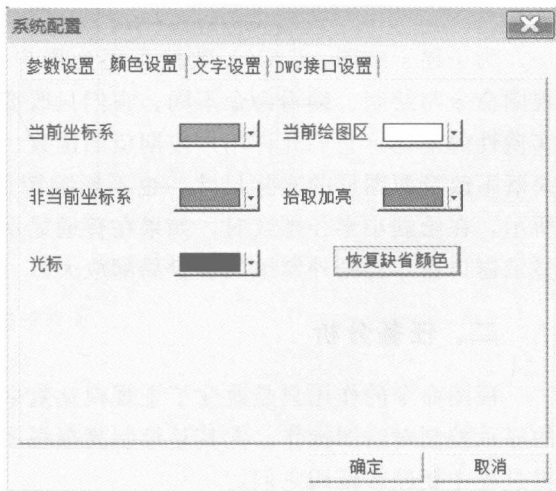 系统配置
参数设置 颜色设置 文字设置 DWG接口设置
当前坐标系 当前绘图区
非当前坐标系 拾取加亮
光标 恢复缺省颜色
确定 取消